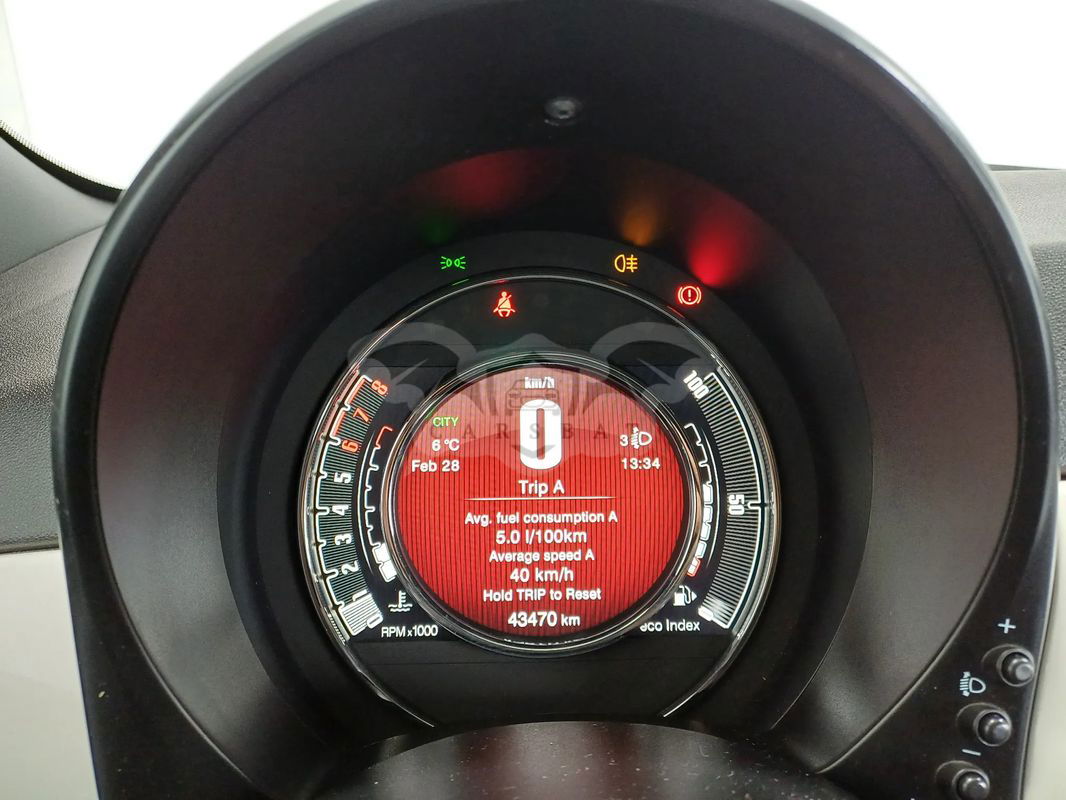 km/h
0
CITY
6 °C
Feb 28
3
13:34
CARSBA
Trip A
Avg. fuel consumption A
5.0 l/100km
Average speed A
40 km/h
Hold TRIP to Reset
43470 km
8
7
6
5
4
3
2
1
RPM x1000
100
50
0
eco Index
+
−